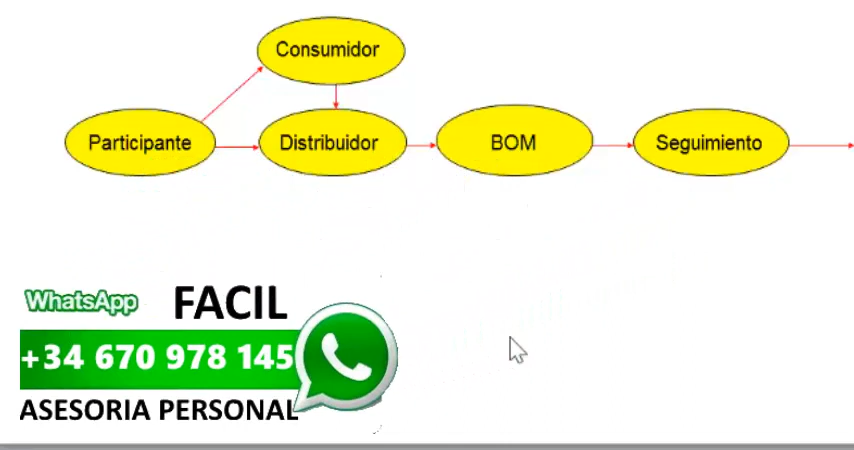 Consumidor
Participante Distribuidor BOM Seguimiento
WhatsApp FACIL
+34 670 978 145
ASESORIA PERSONAL